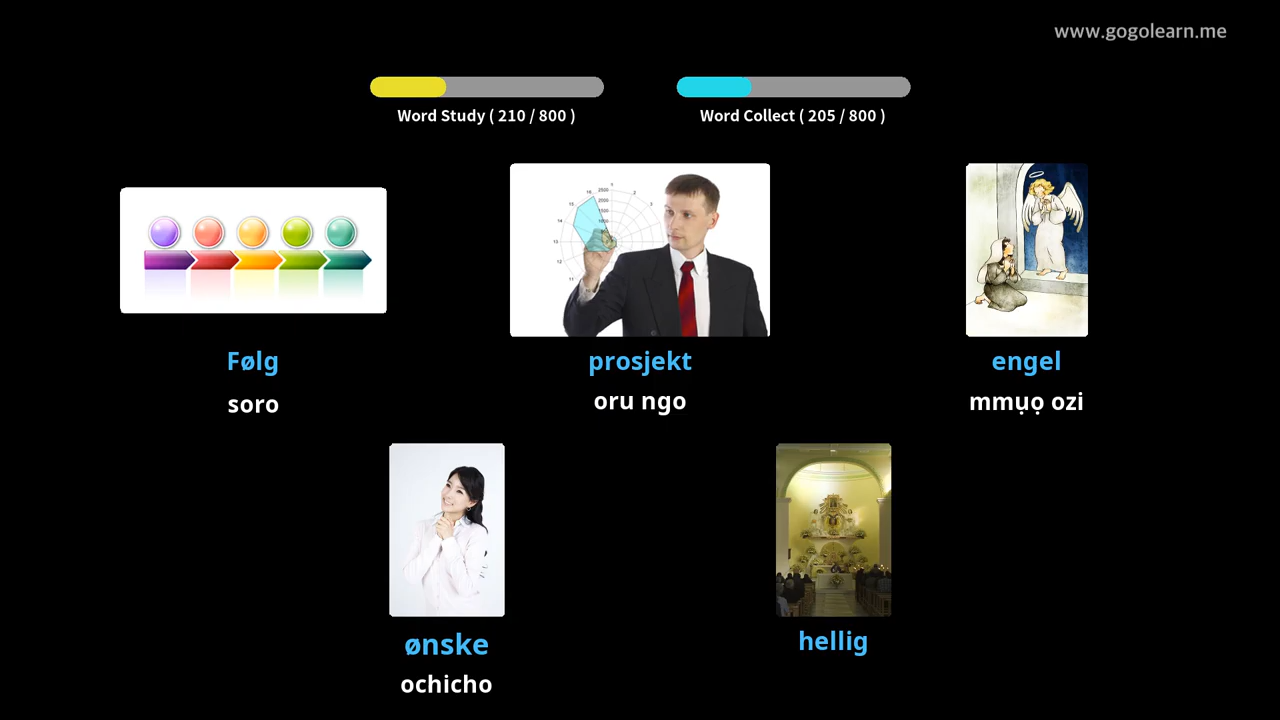 www.gogolearn.me
Word Study ( 210 / 800 )
Word Collect ( 205 / 800 )
Følg
soro
prosjekt
oru ngo
engel
mmụọ ozi
ønske
ochicho
hellig